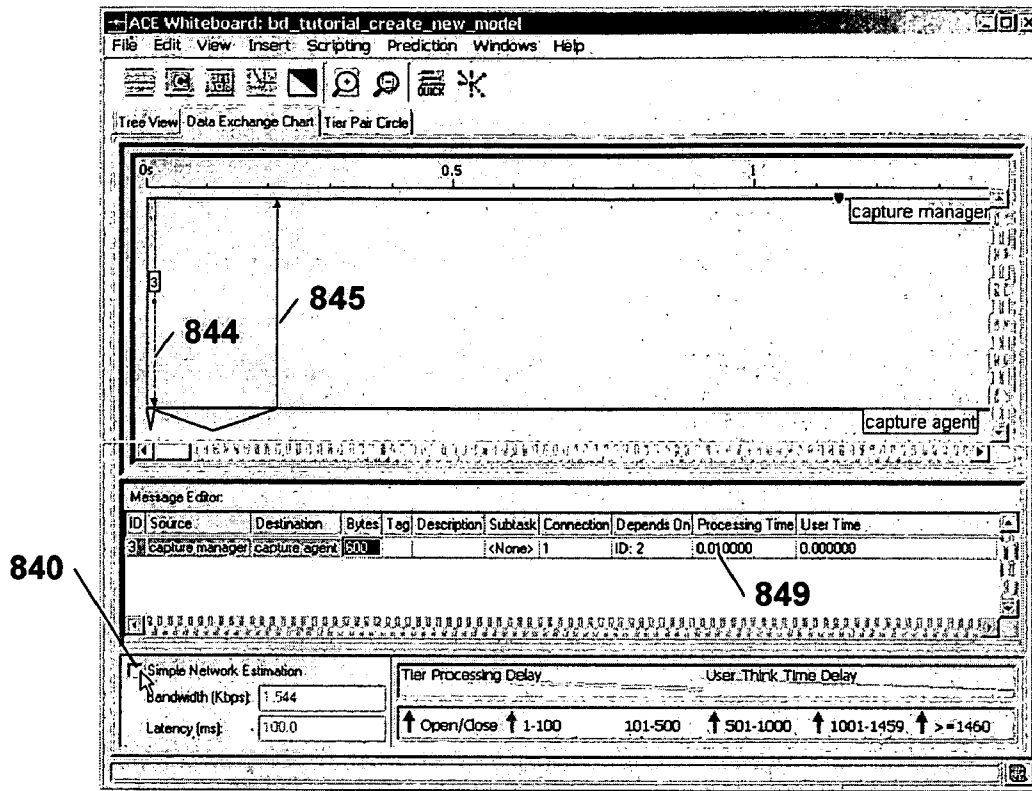 ACE Whiteboard: bd_tutorial_create_new_model
File Edit View Insert Scripting Prediction Windows Help
QUICK
Tree View Data Exchange Chart Tier Pair Circle
0s 0.5 1
capture manager
3
845
844
capture agent
Message Editor:
ID Source Destination Bytes Tag Description Subtask Connection Depends On Processing Time User Time
3 capture manager capture agent 600 <None> 1 ID: 2 0.010000 0.000000
840
849
Simple Network Estimation
Bandwidth (Kbps): 1.544
Latency (ms): 100.0
Tier Processing Delay User Think Time Delay
Open/Close 1-100 101-500 501-1000 1001-1459 >=1460